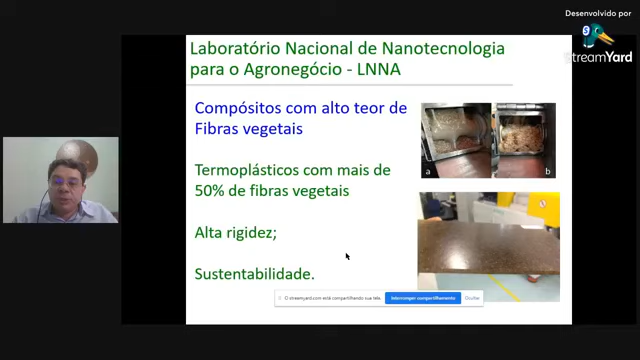 Desenvolvido por
StreamYard
Laboratório Nacional de Nanotecnologia
para o Agronegócio - LNNA
Compósitos com alto teor de
Fibras vegetais
Termoplásticos com mais de
50% de fibras vegetais
Alta rigidez;
Sustentabilidade.
a
b
O streamyard.com está compartilhando sua tela.
Interromper compartilhamento
Ocultar